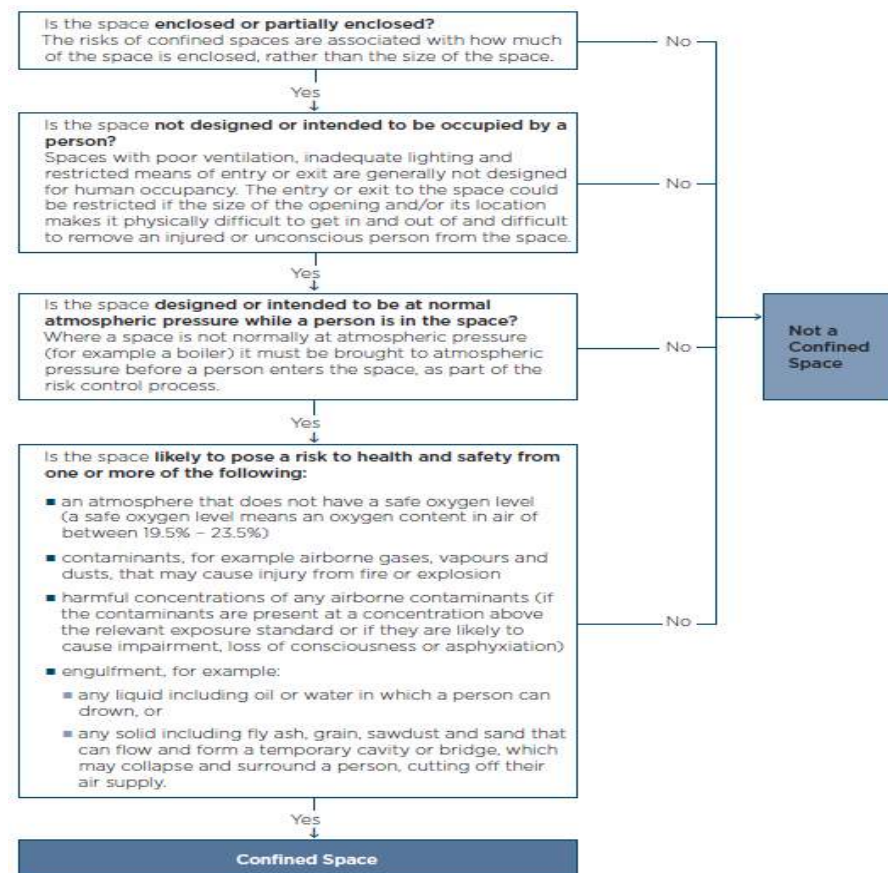 Is the space enclosed or partially enclosed?
The risks of confined spaces are associated with how much
of the space is enclosed, rather than the size of the space.
No
Yes
Is the space not designed or intended to be occupied by a
person?
Spaces with poor ventilation, inadequate lighting and
restricted means of entry or exit are generally not designed
for human occupancy. The entry or exit to the space could
be restricted if the size of the opening and/or its location
makes it physically difficult to get in and out of and difficult
to remove an injured or unconscious person from the space.
No
Yes
Is the space designed or intended to be at normal
atmospheric pressure while a person is in the space?
Where a space is not normally at atmospheric pressure
(for example a boiler) it must be brought to atmospheric
pressure before a person enters the space, as part of the
risk control process.
No
Not a
Confined
Space
Yes
Is the space likely to pose a risk to health and safety from
one or more of the following:
■ an atmosphere that does not have a safe oxygen level
(a safe oxygen level means an oxygen content in air of
between 19.5% – 23.5%)
■ contaminants, for example airborne gases, vapours and
dusts, that may cause injury from fire or explosion
■ harmful concentrations of any airborne contaminants (if
the contaminants are present at a concentration above
the relevant exposure standard or if they are likely to
cause impairment, loss of consciousness or asphyxiation)
■ engulfment, for example:
■ any liquid including oil or water in which a person can
drown, or
■ any solid including fly ash, grain, sawdust and sand that
can flow and form a temporary cavity or bridge, which
may collapse and surround a person, cutting off their
air supply.
No
Yes
Confined Space